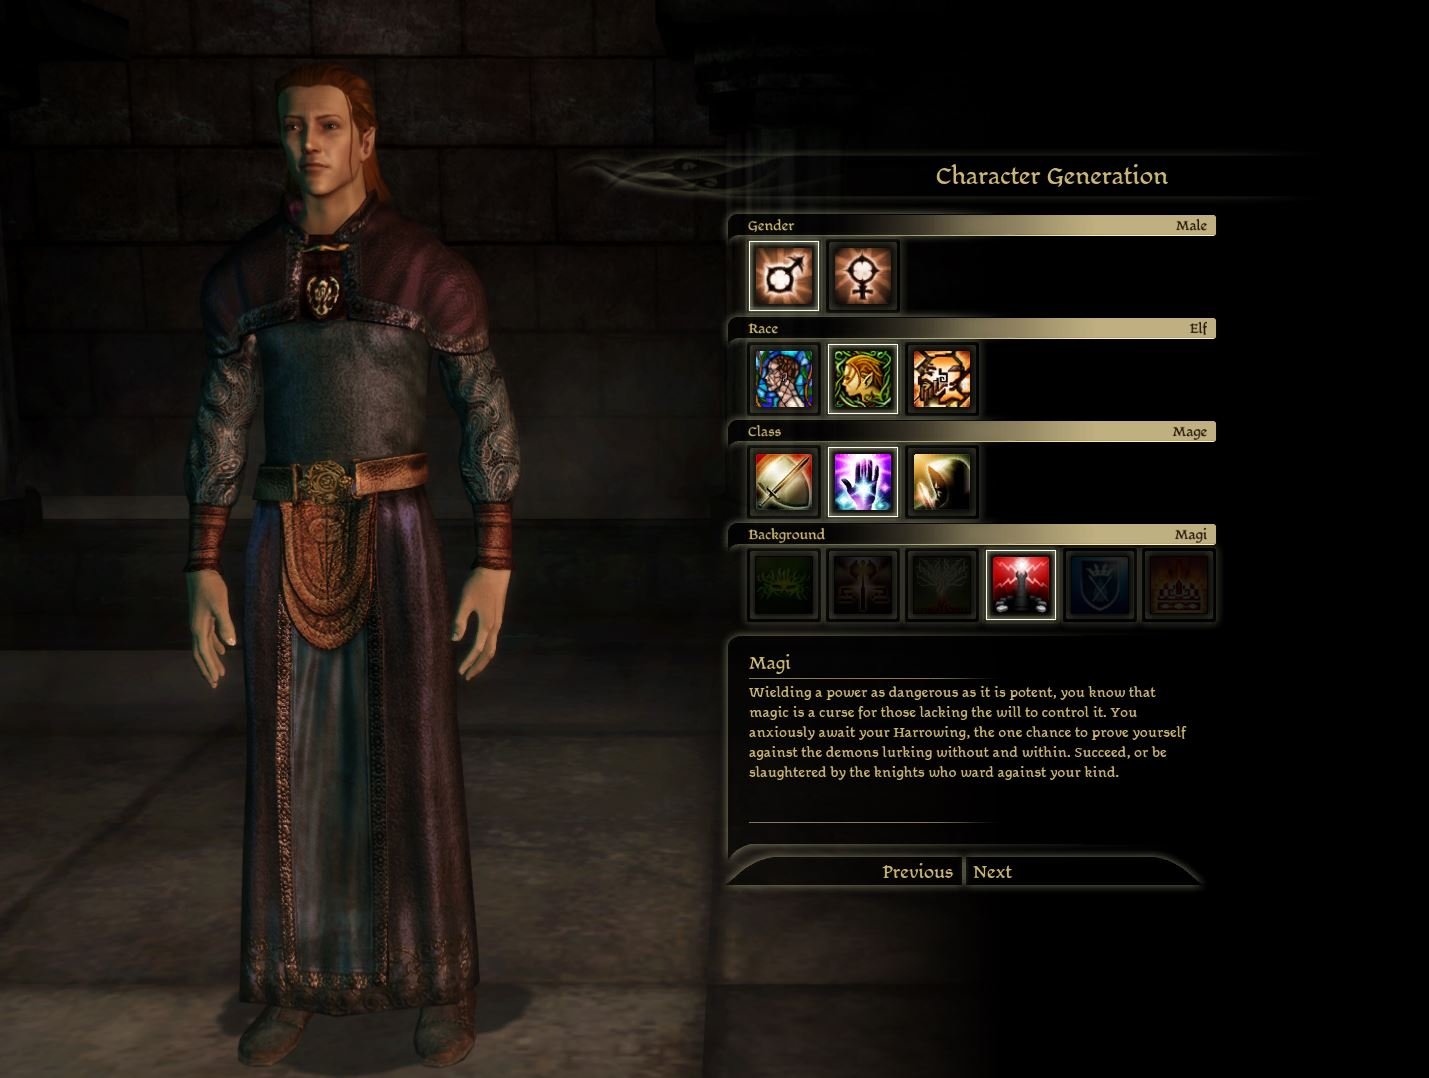 Character Generation
Gender Male
Race Elf
Class Mage
Background Magi
Magi
Wielding a power as dangerous as it is potent, you know that
magic is a curse for those lacking the will to control it. You
anxiously await your Harrowing, the one chance to prove yourself
against the demons lurking without and within. Succeed, or be
slaughtered by the knights who ward against your kind.
Previous Next